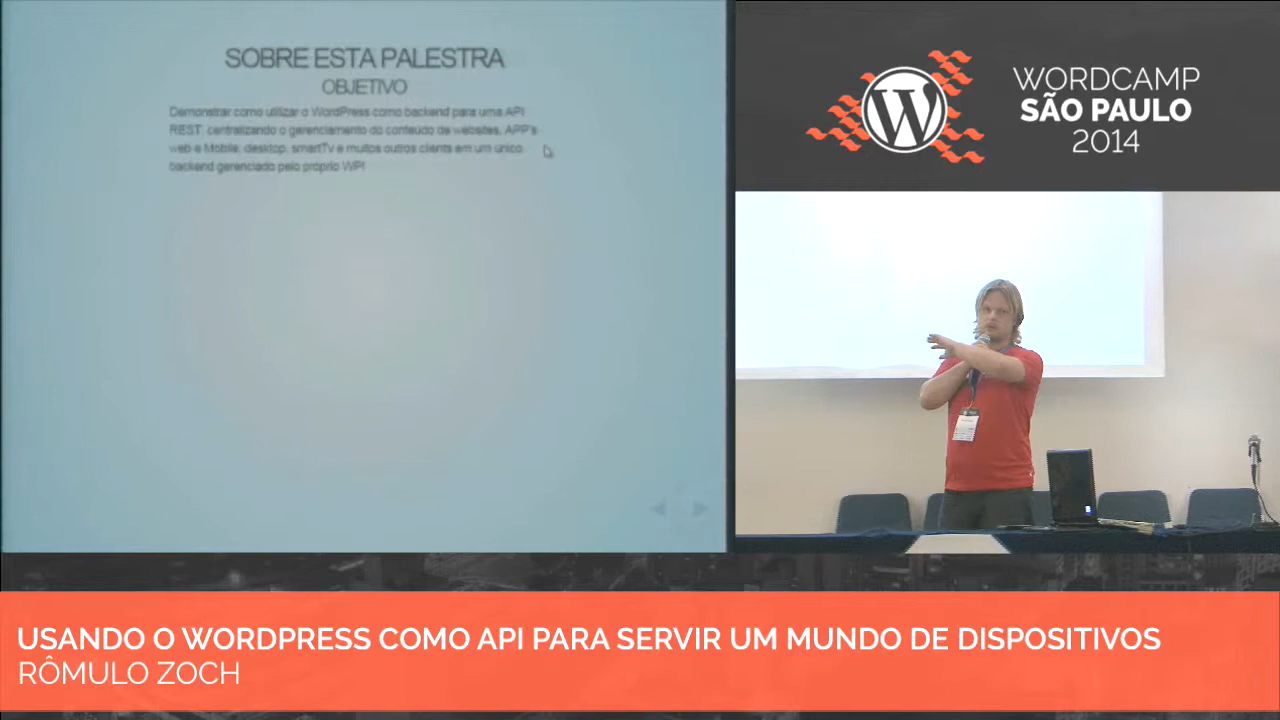 SOBRE ESTA PALESTRA
OBJETIVO
Demonstrar como utilizar o WordPress como backend para uma API
REST, centralizando o gerenciamento do conteúdo de websites, APP's
web e Mobile, desktop, smartTv e muitos outros clients em um único
backend gerenciado pelo próprio WP!
WORDCAMP
SÃO PAULO
2014
USANDO O WORDPRESS COMO API PARA SERVIR UM MUNDO DE DISPOSITIVOS
RÔMULO ZOCH